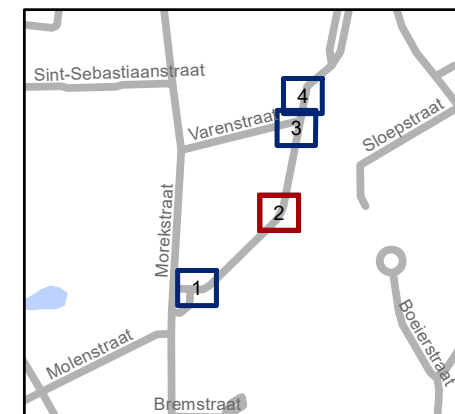 Sint-Sebastiaanstraat
4
Varenstraat
3
Sloepstraat
2
Morekstraat
1
Boeierstraat
Molenstraat
Bremstraat